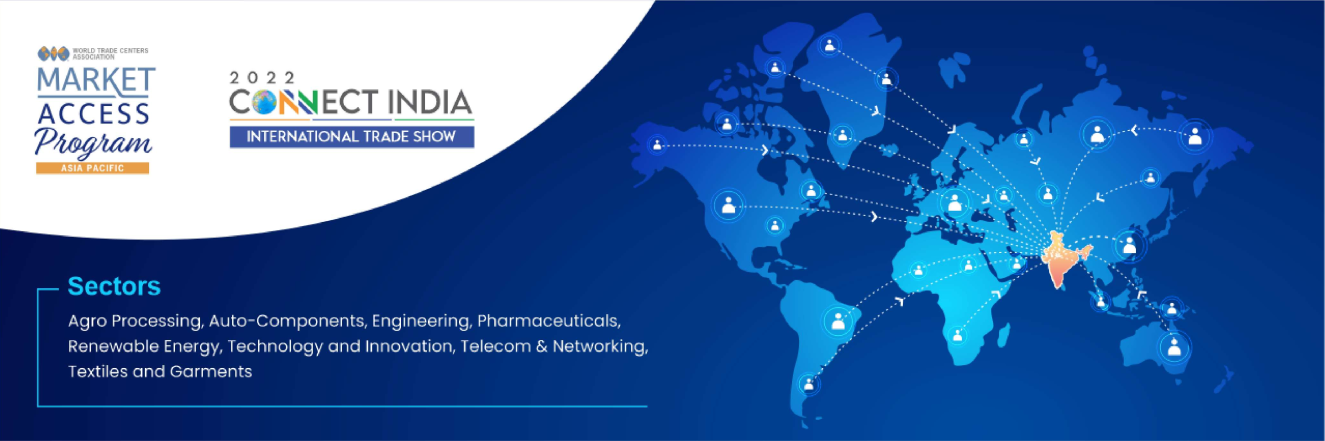 WORLD TRADE CENTERS
ASSOCIATION
MARKET
ACCESS
Program
ASIA PACIFIC
2022
CONNECT INDIA
INTERNATIONAL TRADE SHOW
Sectors
Agro Processing, Auto-Components, Engineering, Pharmaceuticals,
Renewable Energy, Technology and Innovation, Telecom & Networking,
Textiles and Garments